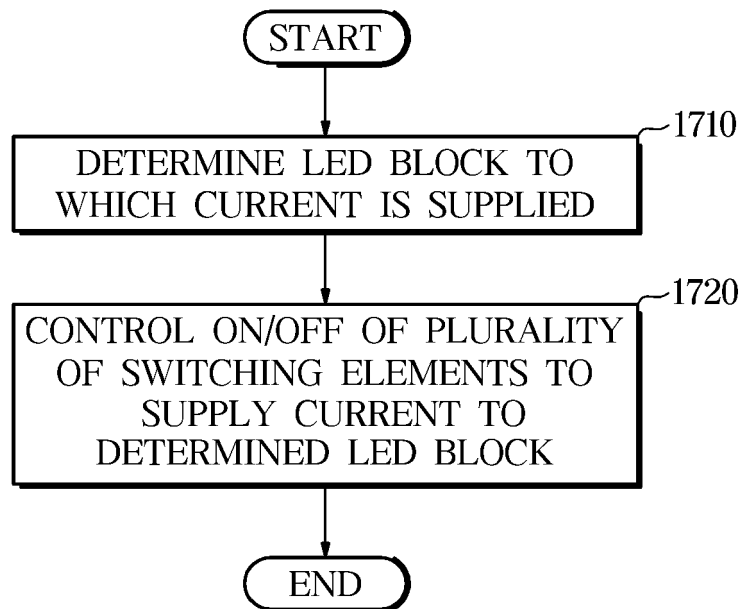 START
1710
DETERMINE LED BLOCK TO
WHICH CURRENT IS SUPPLIED
1720
CONTROL ON/OFF OF PLURALITY
OF SWITCHING ELEMENTS TO
SUPPLY CURRENT TO
DETERMINED LED BLOCK
END